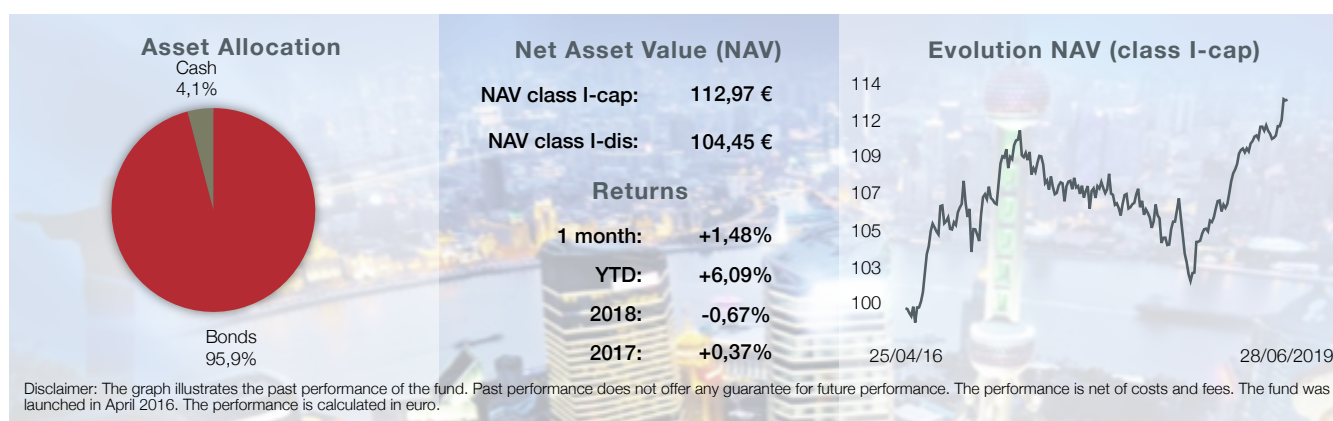 Asset Allocation
Cash
4,1%
Bonds
95,9%
Net Asset Value (NAV)
NAV class I-cap: 112,97 €
NAV class I-dis: 104,45 €
Returns
1 month: +1,48%
YTD: +6,09%
2018: -0,67%
2017: +0,37%
Evolution NAV (class I-cap)
114
112
109
107
105
103
100
25/04/16 28/06/2019
Disclaimer: The graph illustrates the past performance of the fund. Past performance does not offer any guarantee for future performance. The performance is net of costs and fees. The fund was
launched in April 2016. The performance is calculated in euro.